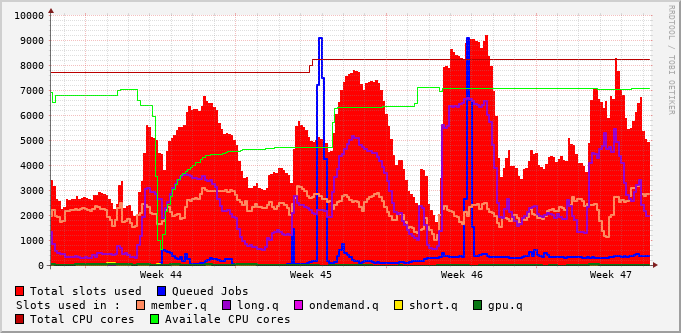 10000
9000
8000
7000
6000
5000
4000
3000
2000
1000
0
Week 44 Week 45 Week 46 Week 47
RRDTOOL / TOBI OETIKER
Total slots used Queued Jobs
Slots used in : member.q long.q ondemand.q short.q gpu.q
Total CPU cores Availale CPU cores